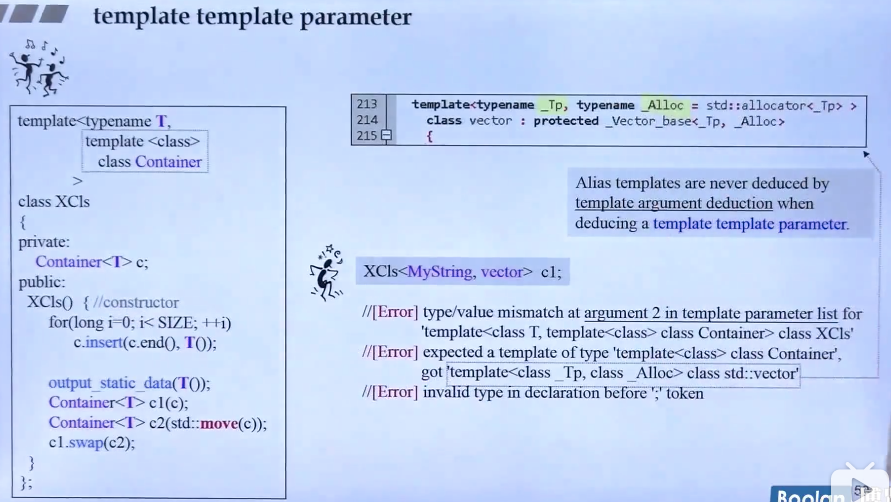 template template parameter
template<typename T,
template <class>
class Container
>
class XCls
{
private:
Container<T> c;
public:
XCls() { //constructor
for(long i=0; i< SIZE; ++i)
c.insert(c.end(), T());
output_static_data(T());
Container<T> c1(c);
Container<T> c2(std::move(c));
c1.swap(c2);
}
};
213 template<typename _Tp, typename _Alloc = std::allocator<_Tp> >
214 class vector : protected _Vector_base<_Tp, _Alloc>
215 {
Alias templates are never deduced by
template argument deduction when
deducing a template template parameter.
XCls<MyString, vector> c1;
//[Error] type/value mismatch at argument 2 in template parameter list for
'template<class T, template<class> class Container> class XCls'
//[Error] expected a template of type 'template<class> class Container',
got 'template<class _Tp, class _Alloc> class std::vector'
//[Error] invalid type in declaration before ';' token
Boolan